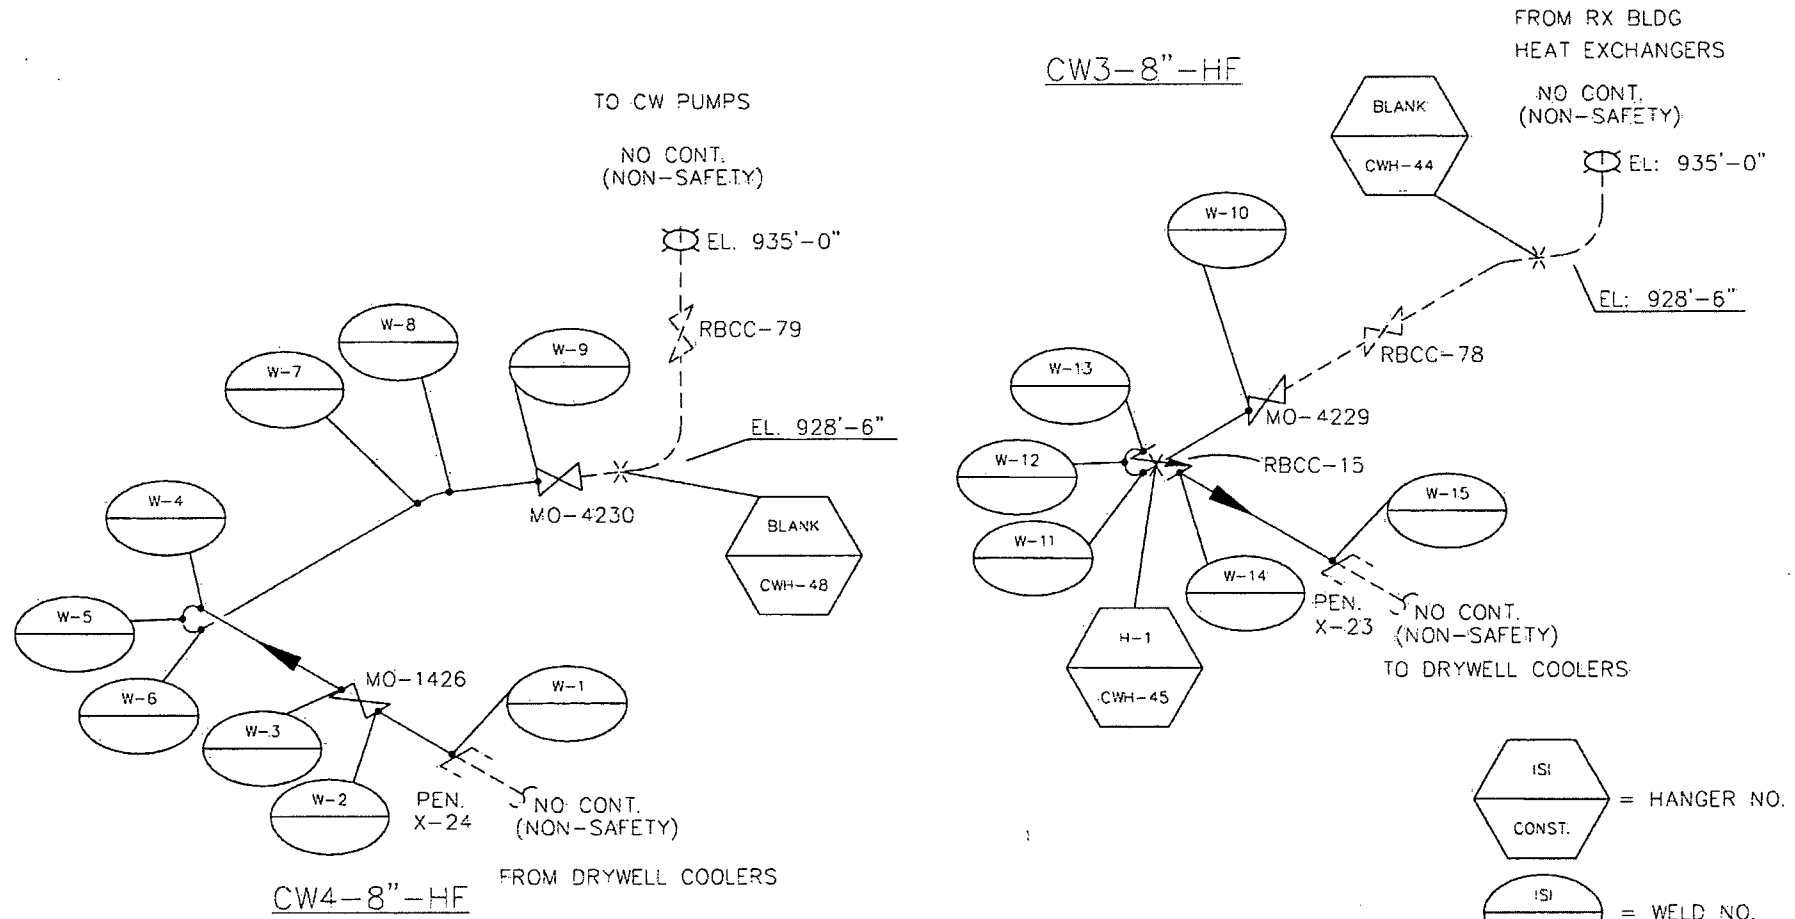 FROM RX BLDG
HEAT EXCHANGERS
CW3-8"-HF
NO CONT.
(NON-SAFETY)
BLANK
CWH-44
EL: 935'-0"
TO CW PUMPS
NO CONT.
(NON-SAFETY)
W-10
EL. 935'-0"
EL: 928'-6"
RBCC-79
RBCC-78
W-8
W-9
W-7
W-13
MO-4229
EL. 928'-6"
W-12
RBCC-15
W-15
W-4
MO-4230
BLANK
CWH-48
W-11
W-14
PEN.
X-23
NO CONT.
(NON-SAFETY)
TO DRYWELL COOLERS
W-5
H-1
CWH-45
W-6
MO-1426
W-1
W-3
W-2
PEN.
X-24
NO CONT.
(NON-SAFETY)
FROM DRYWELL COOLERS
CW4-8"-HF
ISI
CONST.
= HANGER NO.
ISI
= WELD NO.